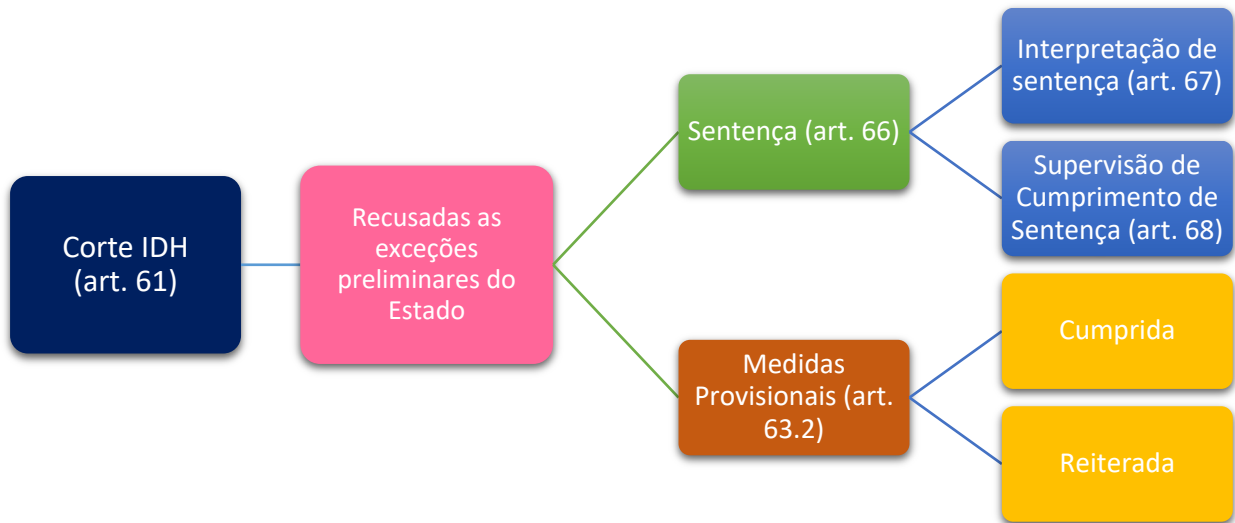 Corte IDH
(art. 61)
Recusadas as
exceções
preliminares do
Estado
Sentença (art. 66)
Medidas
Provisionais (art.
63.2)
Interpretação de
sentença (art. 67)
Supervisão de
Cumprimento de
Sentença (art. 68)
Cumprida
Reiterada